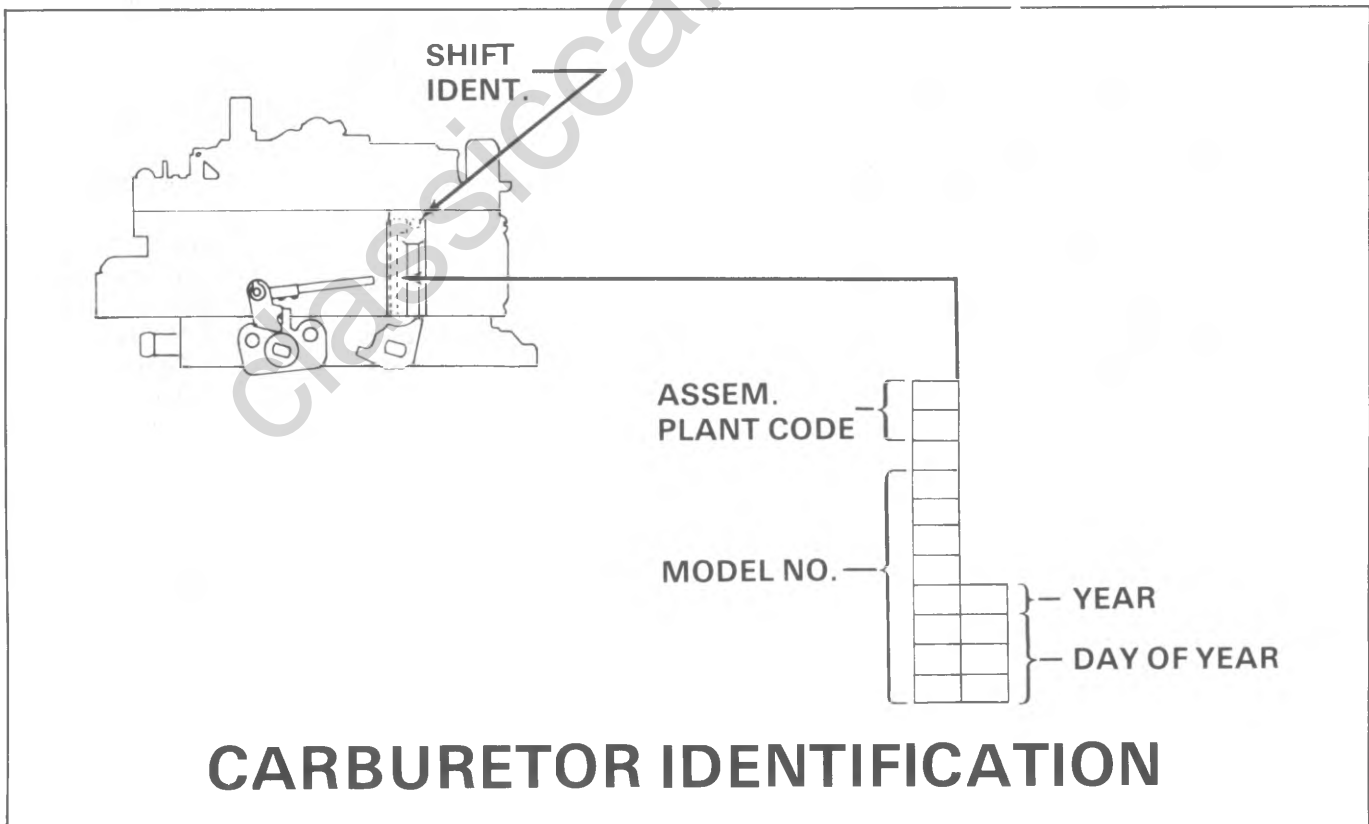 SHIFT
IDENT.
ASSEM.
PLANT CODE
MODEL NO.
YEAR
DAY OF YEAR
CARBURETOR IDENTIFICATION